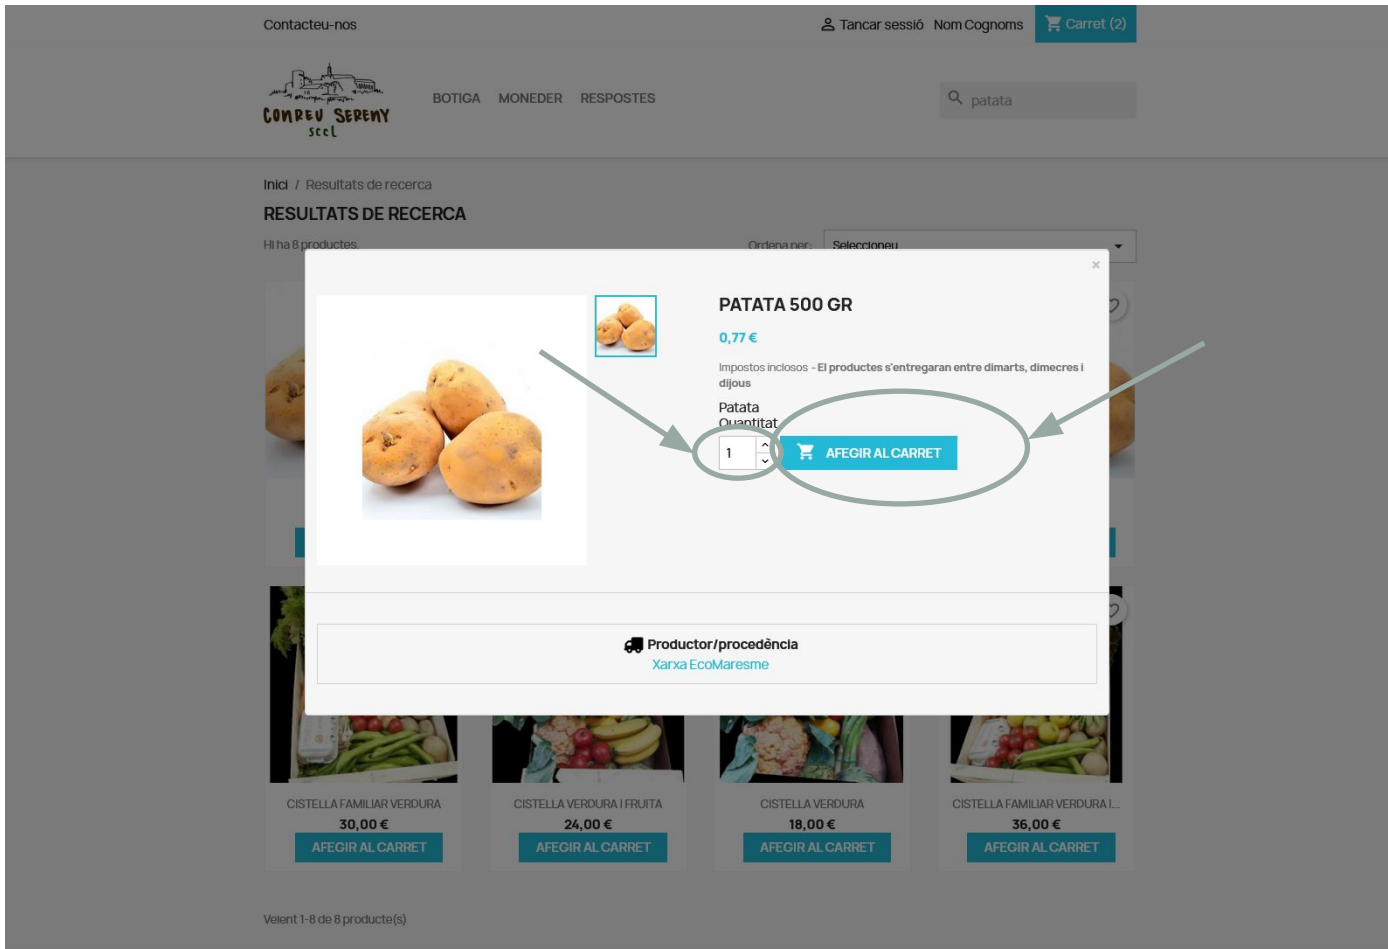 Contacteu-nos
Tancar sessió Nom Cognoms Carret (2)
CONREU SERENY
SCCL
BOTIGA MONEDER RESPOSTES
patata
Inici / Resultats de recerca
RESULTATS DE RECERCA
Hi ha 8 productes.
Ordena per: Seleccioneu
×
PATATA 500 GR
0,77 €
Impostos inclosos - El productes s'entregaran entre dimarts, dimecres i
dijous
Patata
Quantitat
1
AFEGIR AL CARRET
Productor/procedència
Xarxa EcoMaresme
CISTELLA FAMILIAR VERDURA
30,00 €
AFEGIR AL CARRET
CISTELLA VERDURA I FRUITA
24,00 €
AFEGIR AL CARRET
CISTELLA VERDURA
18,00 €
AFEGIR AL CARRET
CISTELLA FAMILIAR VERDURA I...
36,00 €
AFEGIR AL CARRET
Veient 1-8 de 8 producte(s)